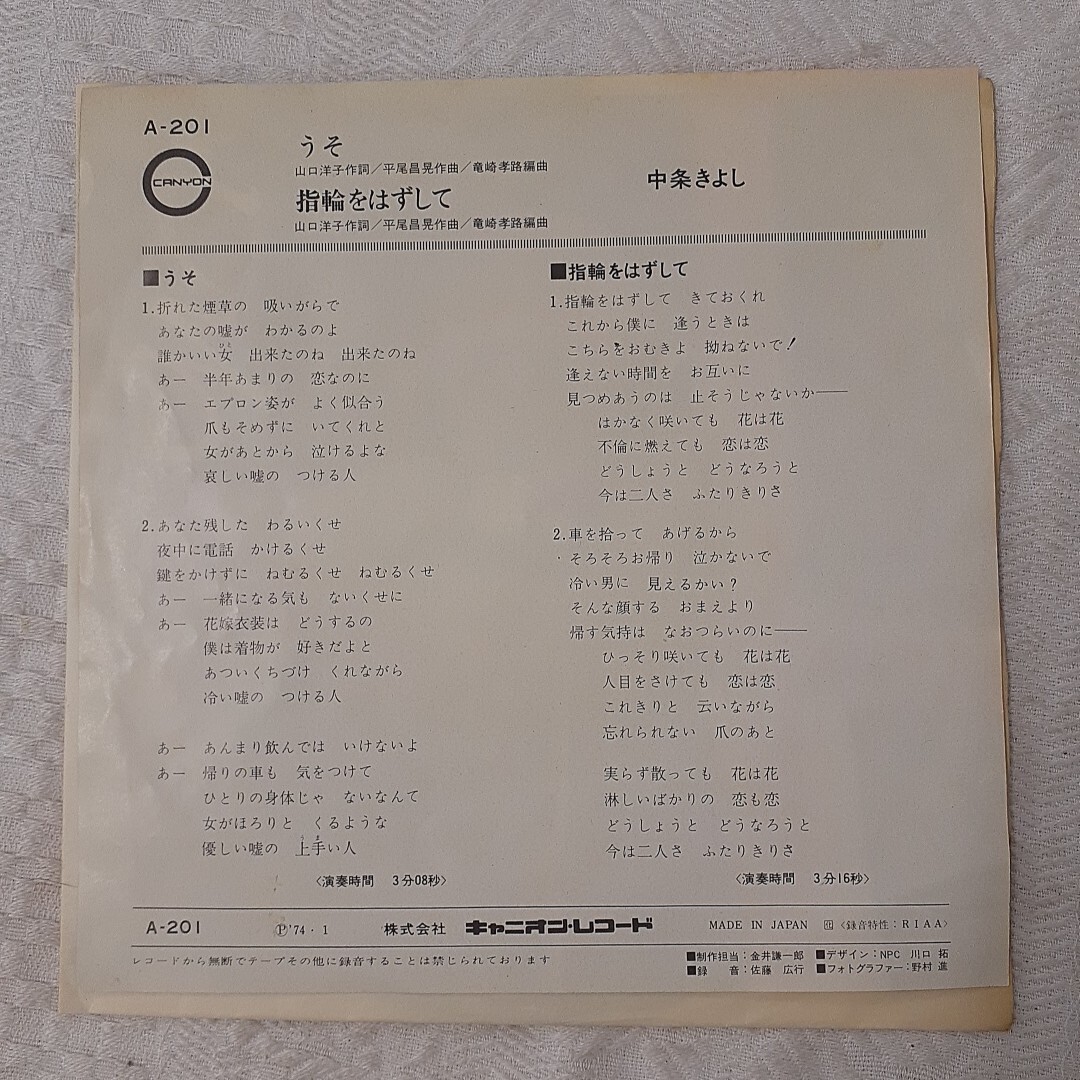 A-201
CANYON
うそ
山口洋子作詞／平尾昌晃作曲／竜崎孝路編曲
指輪をはずして
山口洋子作詞／平尾昌晃作曲／竜崎孝路編曲
中条きよし
■うそ
1.折れた煙草の 吸いがらで
あなたの嘘が わかるのよ
誰かいい女 出来たのね 出来たのね
ひと
あー 半年あまりの 恋なのに
あー エプロン姿が よく似合う
爪もそめずに いてくれと
女があとから 泣けるよな
哀しい嘘の つける人
2.あなた残した わるいくせ
夜中に電話 かけるくせ
鍵をかけずに ねむるくせ ねむるくせ
あー 一緒になる気も ないくせに
あー 花嫁衣装は どうするの
僕は着物が 好きだよと
あついくちづけ くれながら
冷い嘘の つける人
あー あんまり飲んでは いけないよ
あー 帰りの車も 気をつけて
ひとりの身体じゃ ないなんて
女がほろりと くるような
優しい嘘の 上手い人
うま
〈演奏時間 3分08秒〉
■指輪をはずして
1.指輪をはずして きておくれ
これから僕に 逢うときは
こちらをおむきよ 拗ねないで！
逢えない時間を お互いに
見つめあうのは 止そうじゃないか――
はかなく咲いても 花は花
不倫に燃えても 恋は恋
どうしょうと どうなろうと
今は二人さ ふたりきりさ
2.車を拾って あげるから
そろそろお帰り 泣かないで
冷い男に 見えるかい？
そんな顔する おまえより
帰す気持は なおつらいのに――
ひっそり咲いても 花は花
人目をさけても 恋は恋
これきりと 云いながら
忘れられない 爪のあと
実らず散っても 花は花
淋しいばかりの 恋も恋
どうしょうと どうなろうと
今は二人さ ふたりきりさ
〈演奏時間 3分16秒〉
A-201 Ⓟ'74・1 株式会社 キャニオン・レコード MADE IN JAPAN 〈録音特性：RIAA〉
レコードから無断でテープその他に録音することは禁じられております
■制作担当：金井謙一郎 ■デザイン：NPC 川口 拓
■録 音：佐藤 広行 ■フォトグラファー：野村 進